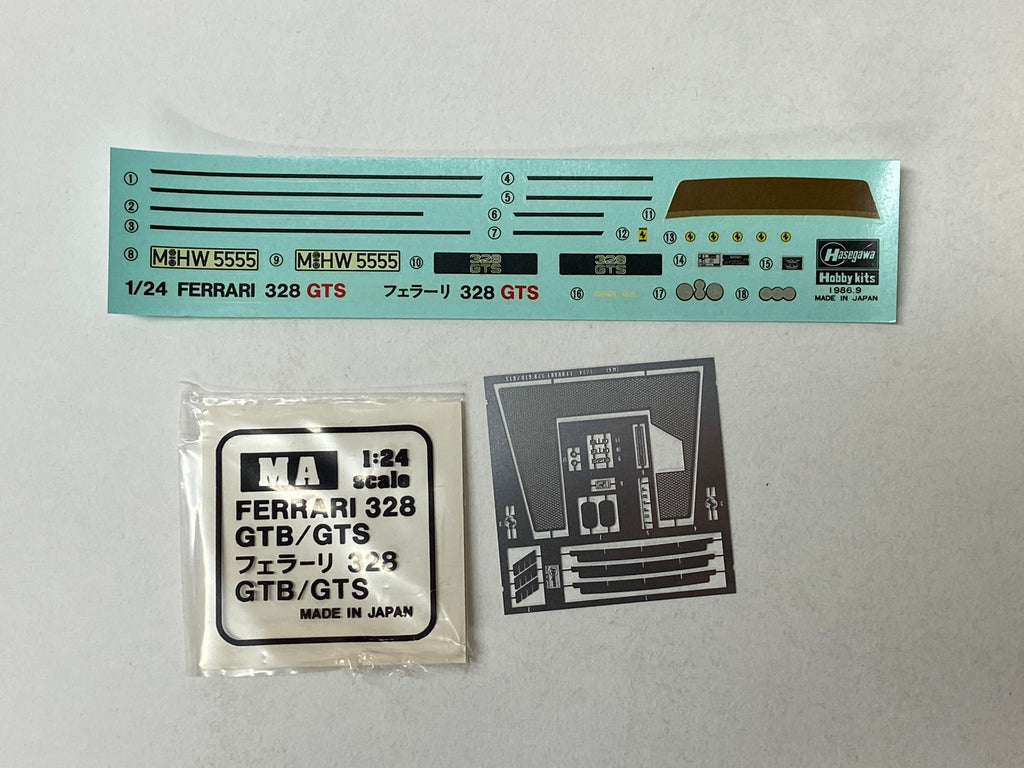 ① ② ③ ④ ⑤ ⑥ ⑦ ⑪ ⑫ ⑬
⑧ M HW 5555 ⑨ M HW 5555 ⑩ 328 GTS 328 GTS ⑭ ⑮
Hasegawa
Hobby kits
1986.9
MADE IN JAPAN
1/24 FERRARI 328 GTS フェラーリ 328 GTS ⑯ ⑰ ⑱
MA 1:24
scale
FERRARI 328
GTB/GTS
フェラーリ 328
GTB/GTS
MADE IN JAPAN